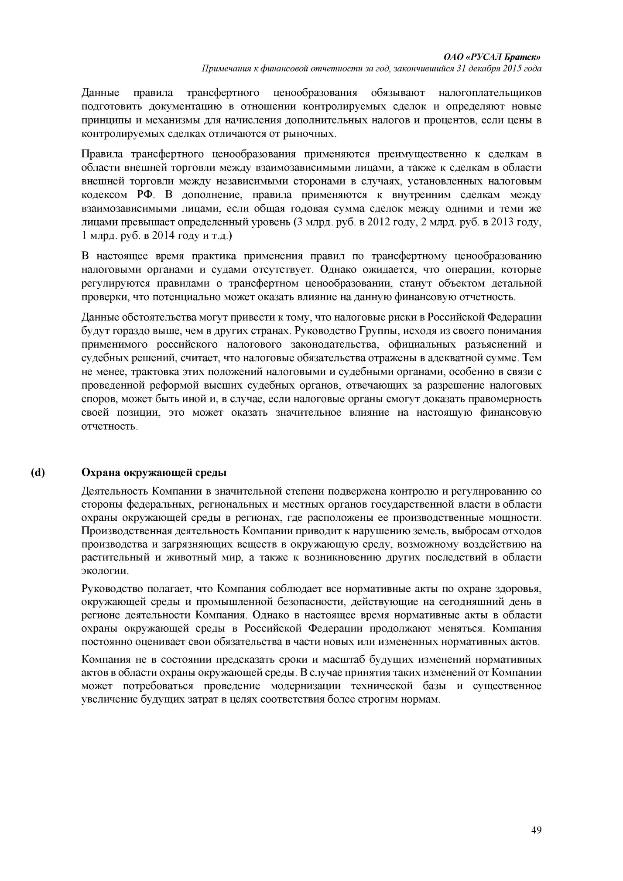 ОАО «РУСАЛ Братск»
Примечания к финансовой отчетности за год, закончившийся 31 декабря 2015 года
Данные правила трансфертного ценообразования обязывают налогоплательщиков
подготовить документацию в отношении контролируемых сделок и определяют новые
принципы и механизмы для начисления дополнительных налогов и процентов, если цены в
контролируемых сделках отличаются от рыночных.
Правила трансфертного ценообразования применяются преимущественно к сделкам в
области внешней торговли между взаимозависимыми лицами, а также к сделкам в области
внешней торговли между независимыми сторонами в случаях, установленных налоговым
кодексом РФ. В дополнение, правила применяются к внутренним сделкам между
взаимозависимыми лицами, если общая годовая сумма сделок между одними и теми же
лицами превышает определенный уровень (3 млрд. руб. в 2012 году, 2 млрд. руб. в 2013 году,
1 млрд. руб. в 2014 году и т.д.)
В настоящее время практика применения правил по трансфертному ценообразованию
налоговыми органами и судами отсутствует. Однако ожидается, что операции, которые
регулируются правилами о трансфертном ценообразовании, станут объектом детальной
проверки, что потенциально может оказать влияние на данную финансовую отчетность.
Данные обстоятельства могут привести к тому, что налоговые риски в Российской Федерации
будут гораздо выше, чем в других странах. Руководство Группы, исходя из своего понимания
применимого российского налогового законодательства, официальных разъяснений и
судебных решений, считает, что налоговые обязательства отражены в адекватной сумме. Тем
не менее, трактовка этих положений налоговыми и судебными органами, особенно в связи с
проведенной реформой высших судебных органов, отвечающих за разрешение налоговых
споров, может быть иной и, в случае, если налоговые органы смогут доказать правомерность
своей позиции, это может оказать значительное влияние на настоящую финансовую
отчетность.
(d) Охрана окружающей среды
Деятельность Компании в значительной степени подвержена контролю и регулированию со
стороны федеральных, региональных и местных органов государственной власти в области
охраны окружающей среды в регионах, где расположены ее производственные мощности.
Производственная деятельность Компании приводит к нарушению земель, выбросам отходов
производства и загрязняющих веществ в окружающую среду, возможному воздействию на
растительный и животный мир, а также к возникновению других последствий в области
экологии.
Руководство полагает, что Компания соблюдает все нормативные акты по охране здоровья,
окружающей среды и промышленной безопасности, действующие на сегодняшний день в
регионе деятельности Компания. Однако в настоящее время нормативные акты в области
охраны окружающей среды в Российской Федерации продолжают меняться. Компания
постоянно оценивает свои обязательства в части новых или измененных нормативных актов.
Компания не в состоянии предсказать сроки и масштаб будущих изменений нормативных
актов в области охраны окружающей среды. В случае принятия таких изменений от Компании
может потребоваться проведение модернизации технической базы и существенное
увеличение будущих затрат в целях соответствия более строгим нормам.
49